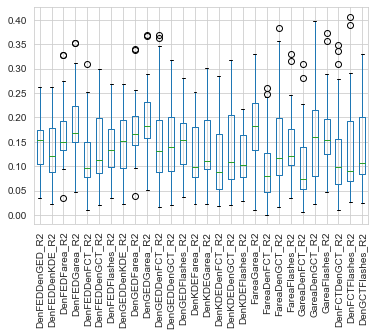 0.40
0.35
0.30
0.25
0.20
0.15
0.10
0.05
0.00
DenFEDDenGED_R2
DenFEDDenKDE_R2
DenFEDFarea_R2
DenFEDGarea_R2
DenFEDDenFCT_R2
DenFEDDenGCT_R2
DenFEDFlashes_R2
DenGEDDenKDE_R2
DenGEDFarea_R2
DenGEDGarea_R2
DenGEDDenFCT_R2
DenGEDDenGCT_R2
DenGEDFlashes_R2
DenKDEFarea_R2
DenKDEGarea_R2
DenKDEDenFCT_R2
DenKDEDenGCT_R2
DenKDEFlashes_R2
FareaGarea_R2
FareaDenFCT_R2
FareaDenGCT_R2
FareaFlashes_R2
GareaDenFCT_R2
GareaDenGCT_R2
GareaFlashes_R2
DenFCTDenGCT_R2
DenFCTFlashes_R2
DenGCTFlashes_R2